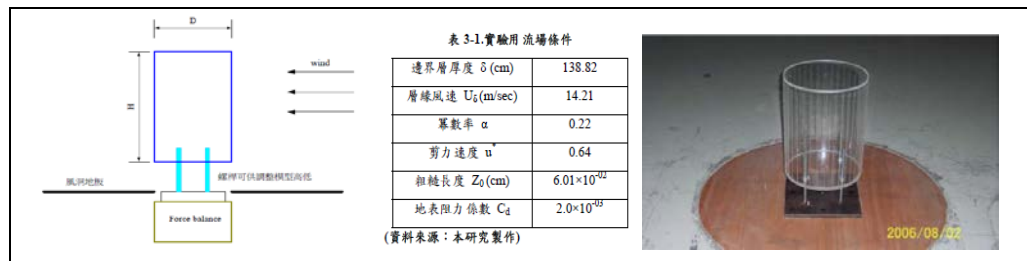 D
H
wind
風洞地板
螺桿可供調整模型高低
Force balance
表 3-1.實驗用流場條件
邊界層厚度 δ(cm) 138.82
層緣風速 Uδ(m/sec) 14.21
冪數率 α 0.22
剪力速度 u* 0.64
粗糙長度 Z0(cm) 6.01×10-02
地表阻力係數 Cd 2.0×10-03
(資料來源：本研究製作)
2006/08/02